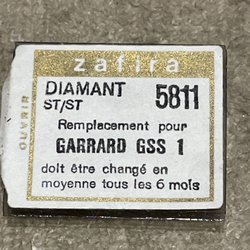 zafira
OUVRIR
DIAMANT 5811
ST/ST
Remplacement pour
GARRARD GSS 1
doit être changé en
moyenne tous les 6 mois